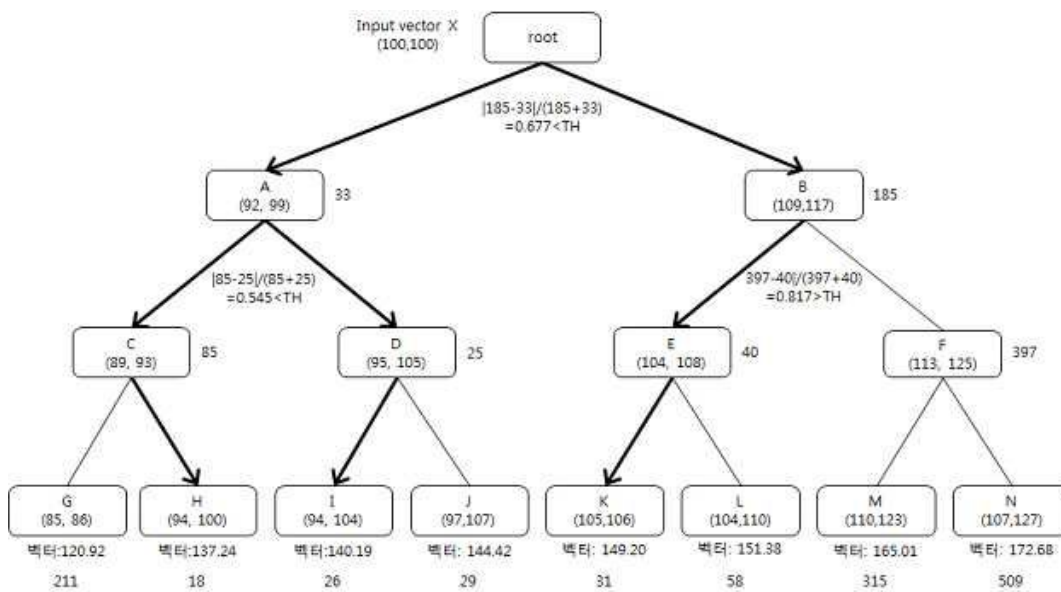 Input vector X
(100,100)
root
|185-33|/(185+33)
=0.677<TH
A
(92, 99)
33
B
(109,117)
185
|85-25|/(85+25)
=0.545<TH
397-40|/(397+40)
=0.817>TH
C
(89, 93)
85
D
(95, 105)
25
E
(104, 108)
40
F
(113, 125)
397
G
(85, 86)
H
(94, 100)
I
(94, 104)
J
(97,107)
K
(105,106)
L
(104,110)
M
(110,123)
N
(107,127)
벡터:120.92
벡터:137.24
벡터:140.19
벡터: 144.42
벡터: 149.20
벡터: 151.38
벡터: 165.01
벡터: 172.68
211
18
26
29
31
58
315
509